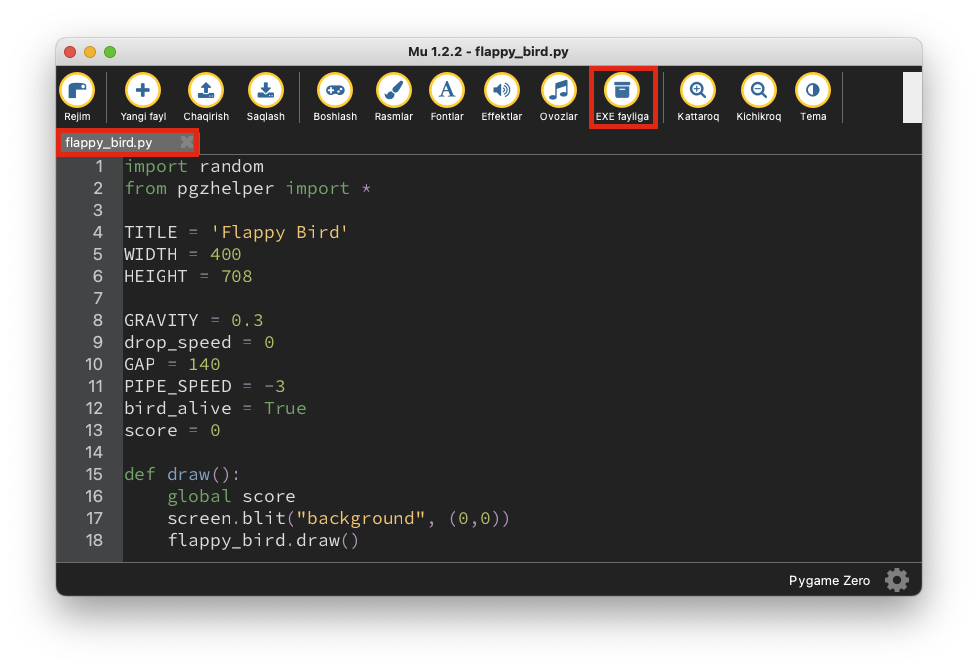 Mu 1.2.2 - flappy_bird.py
Rejim Yangi fayl Chaqirish Saqlash Boshlash Rasmlar Fontlar Effektlar Ovozlar EXE fayliga Kattaroq Kichikroq Tema
flappy_bird.py
1 import random
2 from pgzhelper import *
3
4 TITLE = 'Flappy Bird'
5 WIDTH = 400
6 HEIGHT = 708
7
8 GRAVITY = 0.3
9 drop_speed = 0
10 GAP = 140
11 PIPE_SPEED = -3
12 bird_alive = True
13 score = 0
14
15 def draw():
16     global score
17     screen.blit("background", (0,0))
18     flappy_bird.draw()
Pygame Zero